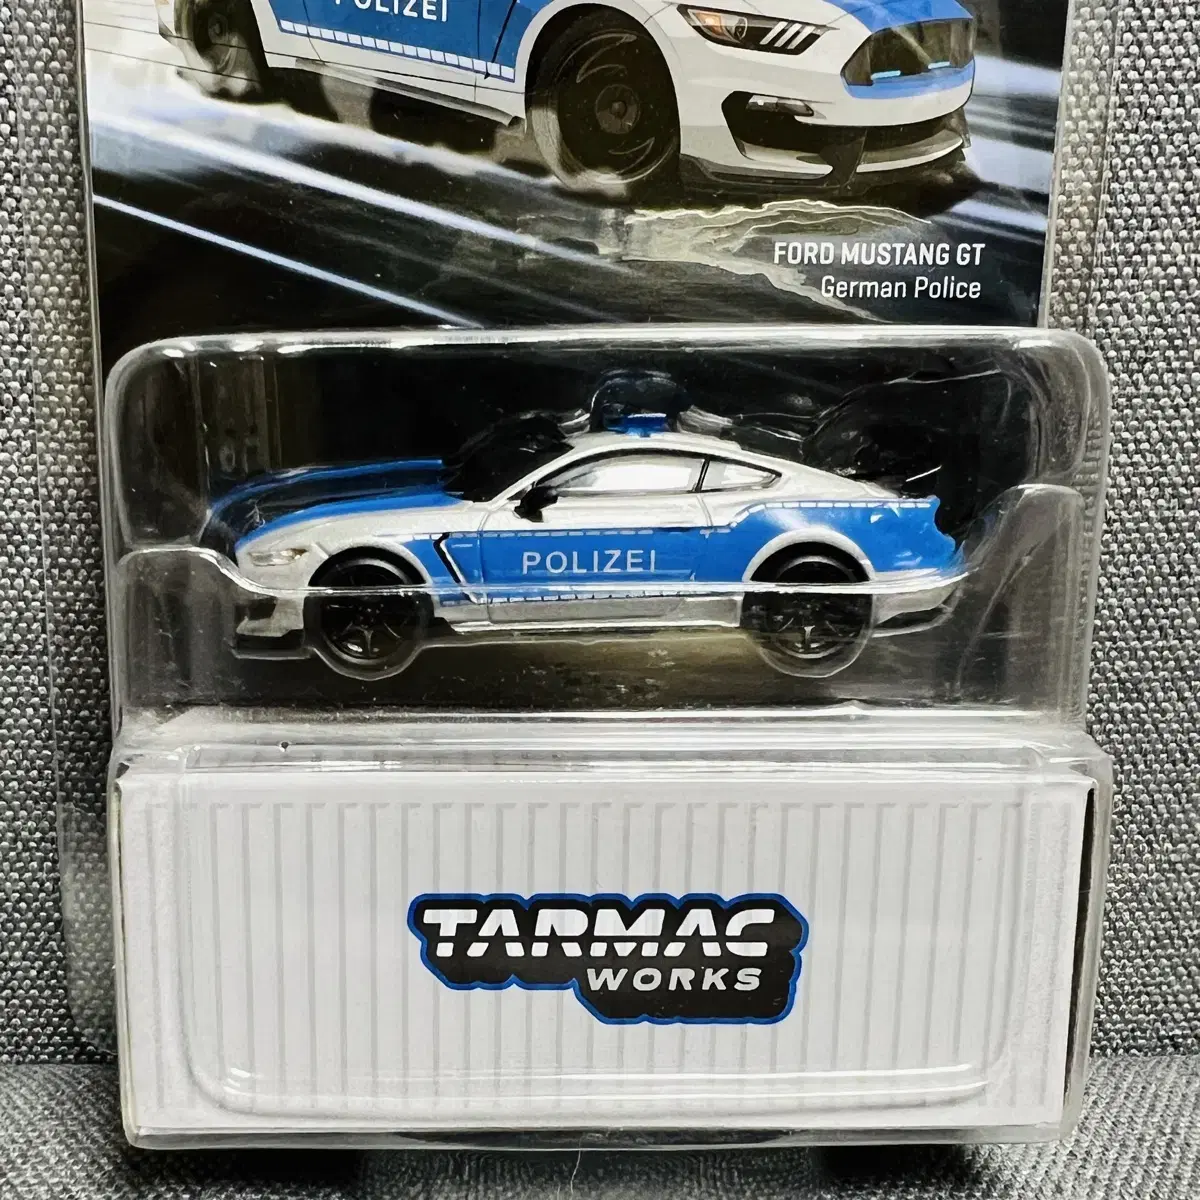 POLIZEI
FORD MUSTANG GT
German Police
POLIZEI
TARMAC
WORKS